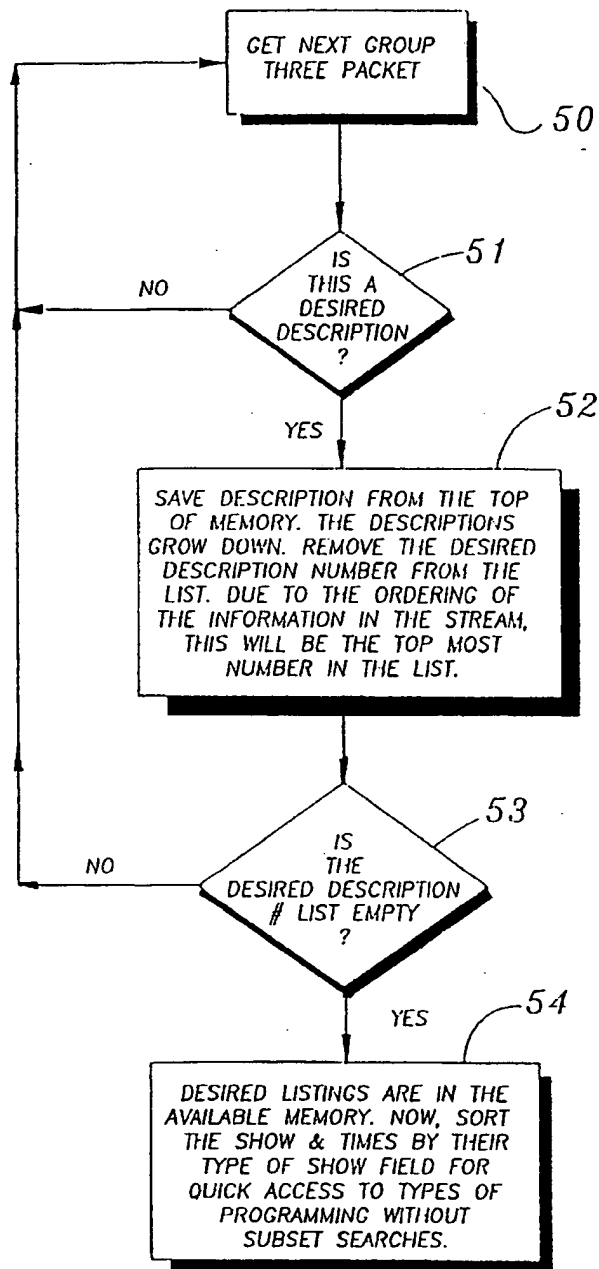 GET NEXT GROUP
THREE PACKET
50
IS
THIS A
DESIRED
DESCRIPTION
?
51
NO
YES
52
SAVE DESCRIPTION FROM THE TOP
OF MEMORY. THE DESCRIPTIONS
GROW DOWN. REMOVE THE DESIRED
DESCRIPTION NUMBER FROM THE
LIST. DUE TO THE ORDERING OF
THE INFORMATION IN THE STREAM,
THIS WILL BE THE TOP MOST
NUMBER IN THE LIST.
53
IS
THE
DESIRED DESCRIPTION
# LIST EMPTY
?
NO
YES
54
DESIRED LISTINGS ARE IN THE
AVAILABLE MEMORY. NOW, SORT
THE SHOW & TIMES BY THEIR
TYPE OF SHOW FIELD FOR
QUICK ACCESS TO TYPES OF
PROGRAMMING WITHOUT
SUBSET SEARCHES.